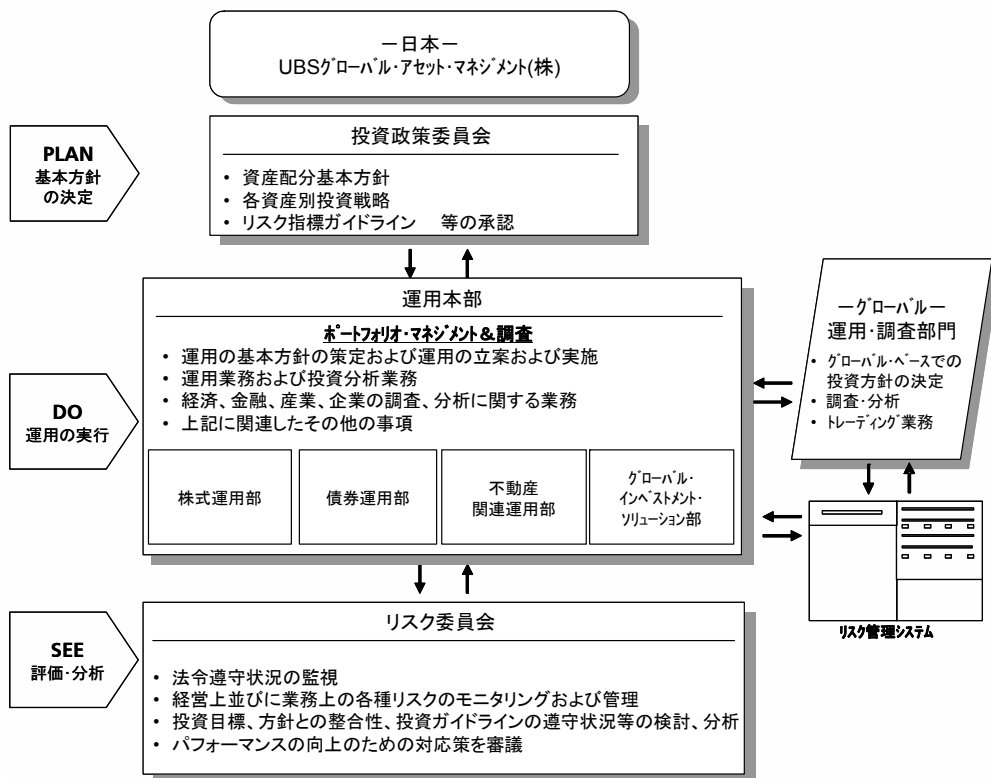 －日本－
UBSｸﾞﾛｰﾊﾞﾙ･ｱｾｯﾄ･ﾏﾈｼﾞﾒﾝﾄ(株)
PLAN
基本方針
の決定
投資政策委員会
• 資産配分基本方針
• 各資産別投資戦略
• リスク指標ガイドライン　等の承認
DO
運用の実行
運用本部
ﾎﾟｰﾄﾌｫﾘｵ･ﾏﾈｼﾞﾒﾝﾄ＆調査
• 運用の基本方針の策定および運用の立案および実施
• 運用業務および投資分析業務
• 経済、金融、産業、企業の調査、分析に関する業務
• 上記に関連したその他の事項
株式運用部
債券運用部
不動産
関連運用部
ｸﾞﾛｰﾊﾞﾙ･
ｲﾝﾍﾞｽﾄﾒﾝﾄ･
ｿﾘｭｰｼｮﾝ部
－ｸﾞﾛｰﾊﾞﾙ－
運用･調査部門
• ｸﾞﾛｰﾊﾞﾙ･ﾍﾞｰｽでの
投資方針の決定
• 調査･分析
• ﾄﾚｰﾃﾞｨﾝｸﾞ業務
リスク管理システム
SEE
評価･分析
リスク委員会
• 法令遵守状況の監視
• 経営上並びに業務上の各種リスクのモニタリングおよび管理
• 投資目標、方針との整合性、投資ガイドラインの遵守状況等の検討、分析
• パフォーマンスの向上のための対応策を審議